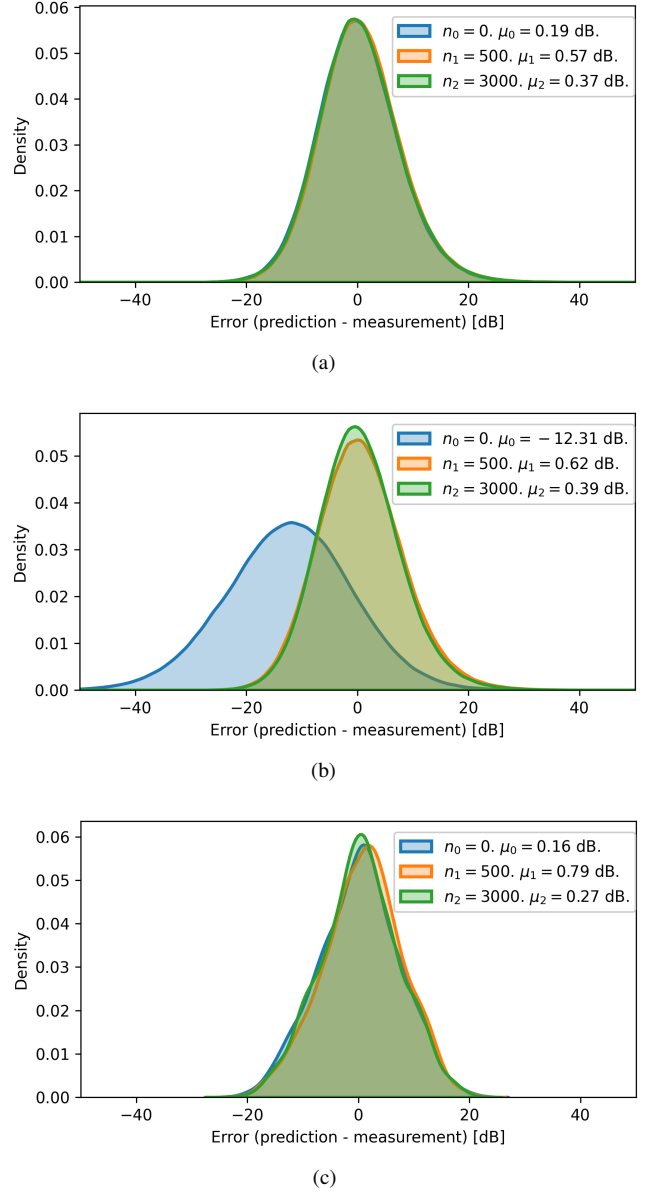 0.06
0.05
0.04
0.03
0.02
0.01
0.00
Density
n₀ = 0. μ₀ = 0.19 dB.
n₁ = 500. μ₁ = 0.57 dB.
n₂ = 3000. μ₂ = 0.37 dB.
−40 −20 0 20 40
Error (prediction - measurement) [dB]
(a)
0.05
0.04
0.03
0.02
0.01
0.00
Density
n₀ = 0. μ₀ = −12.31 dB.
n₁ = 500. μ₁ = 0.62 dB.
n₂ = 3000. μ₂ = 0.39 dB.
−40 −20 0 20 40
Error (prediction - measurement) [dB]
(b)
0.06
0.05
0.04
0.03
0.02
0.01
0.00
Density
n₀ = 0. μ₀ = 0.16 dB.
n₁ = 500. μ₁ = 0.79 dB.
n₂ = 3000. μ₂ = 0.27 dB.
−40 −20 0 20 40
Error (prediction - measurement) [dB]
(c)